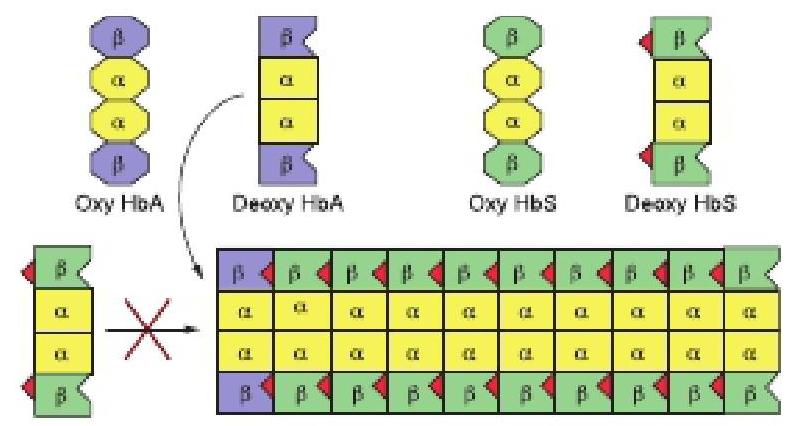 β β β β
α α α α
α α α α
β β β β
Oxy HbA Deoxy HbA Oxy HbS Deoxy HbS
β β β β β β β β β β β
α α α α α α α α α α α
α α α α α α α α α α α
β β β β β β β β β β β